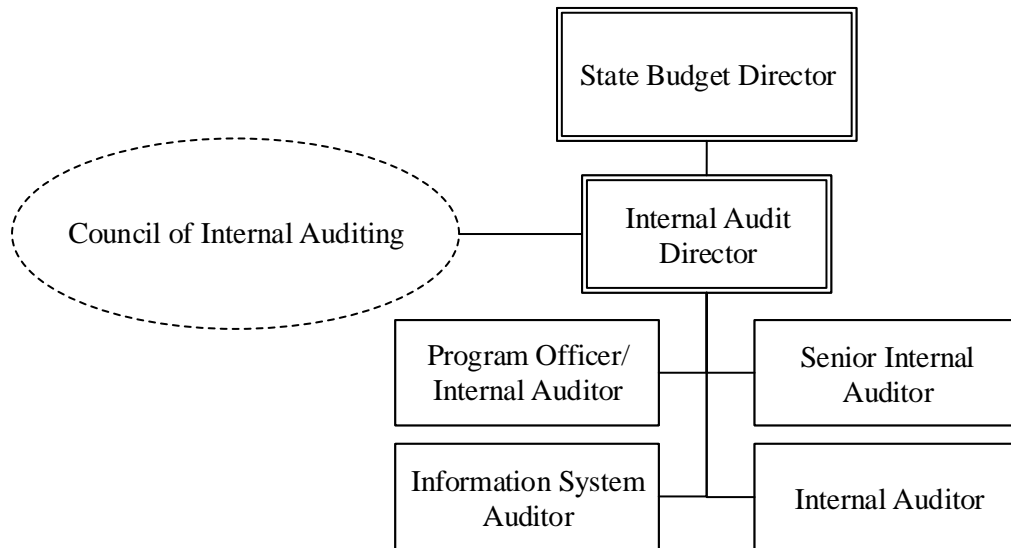 State Budget Director
Council of Internal Auditing
Internal Audit
Director
Program Officer/
Internal Auditor
Senior Internal
Auditor
Information System
Auditor
Internal Auditor